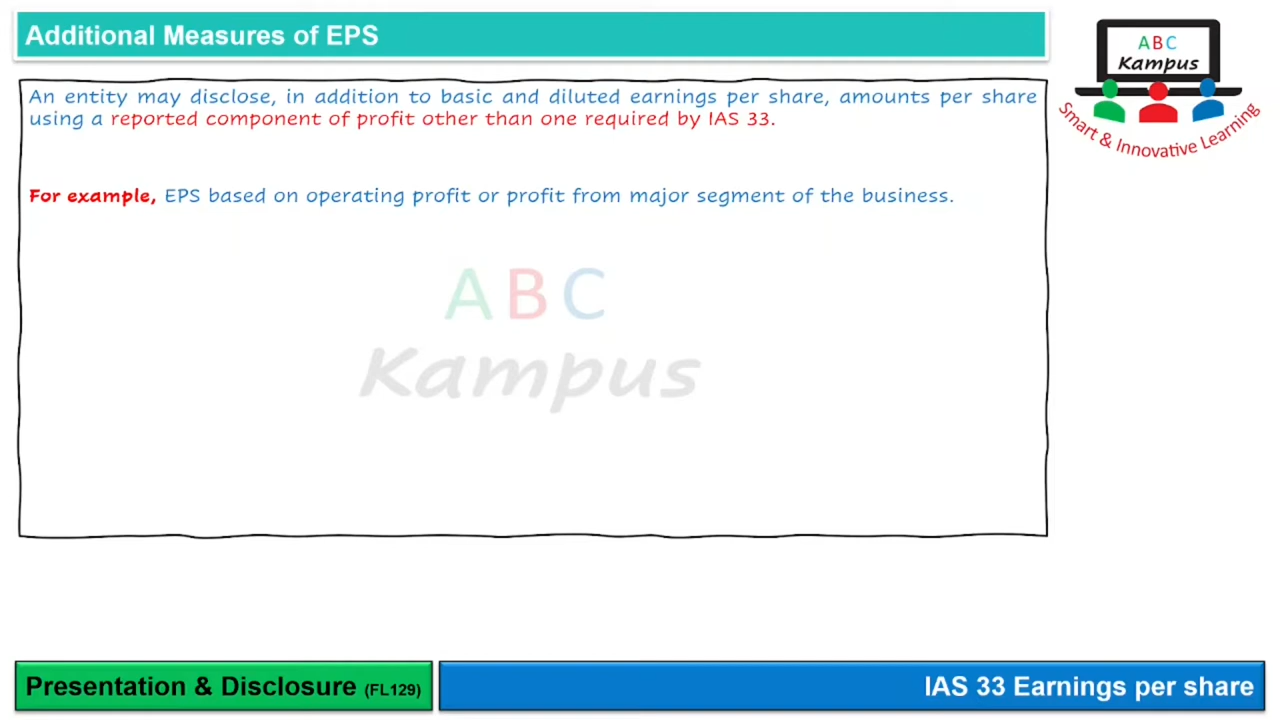 Additional Measures of EPS
A B C
Kampus
Smart & Innovative Learning
An entity may disclose, in addition to basic and diluted earnings per share, amounts per share
using a reported component of profit other than one required by IAS 33.
For example, EPS based on operating profit or profit from major segment of the business.
A B C
Kampus
Presentation & Disclosure (FL129)
IAS 33 Earnings per share